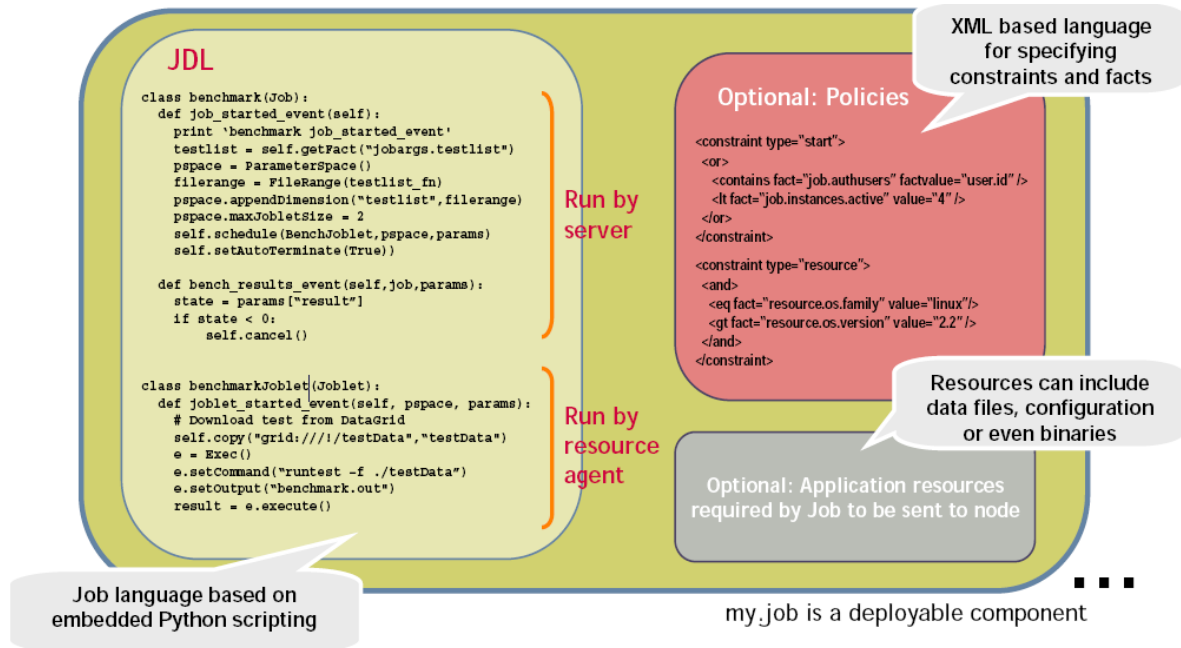 JDL
class benchmark(Job):
def job_started_event(self):
print `benchmark job_started_event'
testlist = self.getFact("jobargs.testlist")
pspace = ParameterSpace()
filerange = FileRange(testlist_fn)
pspace.appendDimension("testlist",filerange)
pspace.maxJobletSize = 2
self.schedule(BenchJoblet,pspace,params)
self.setAutoTerminate(True))
def bench_results_event(self,job,params):
state = params["result"]
if state < 0:
self.cancel()
class benchmarkJoblet(Joblet):
def joblet_started_event(self, pspace, params):
# Download test from DataGrid
self.copy("grid:///!/testData","testData")
e = Exec()
e.setCommand("runtest -f ./testData")
e.setOutput("benchmark.out")
result = e.execute()
Run by
server
Run by
resource
agent
Job language based on
embedded Python scripting
XML based language
for specifying
constraints and facts
Optional: Policies
<constraint type="start">
<or>
<contains fact="job.authusers" factvalue="user.id" />
<lt fact="job.instances.active" value="4" />
</or>
</constraint>
<constraint type="resource">
<and>
<eq fact="resource.os.family" value="linux"/>
<gt fact="resource.os.version" value="2.2" />
</and>
</constraint>
Resources can include
data files, configuration
or even binaries
Optional: Application resources
required by Job to be sent to node
...
my.job is a deployable component